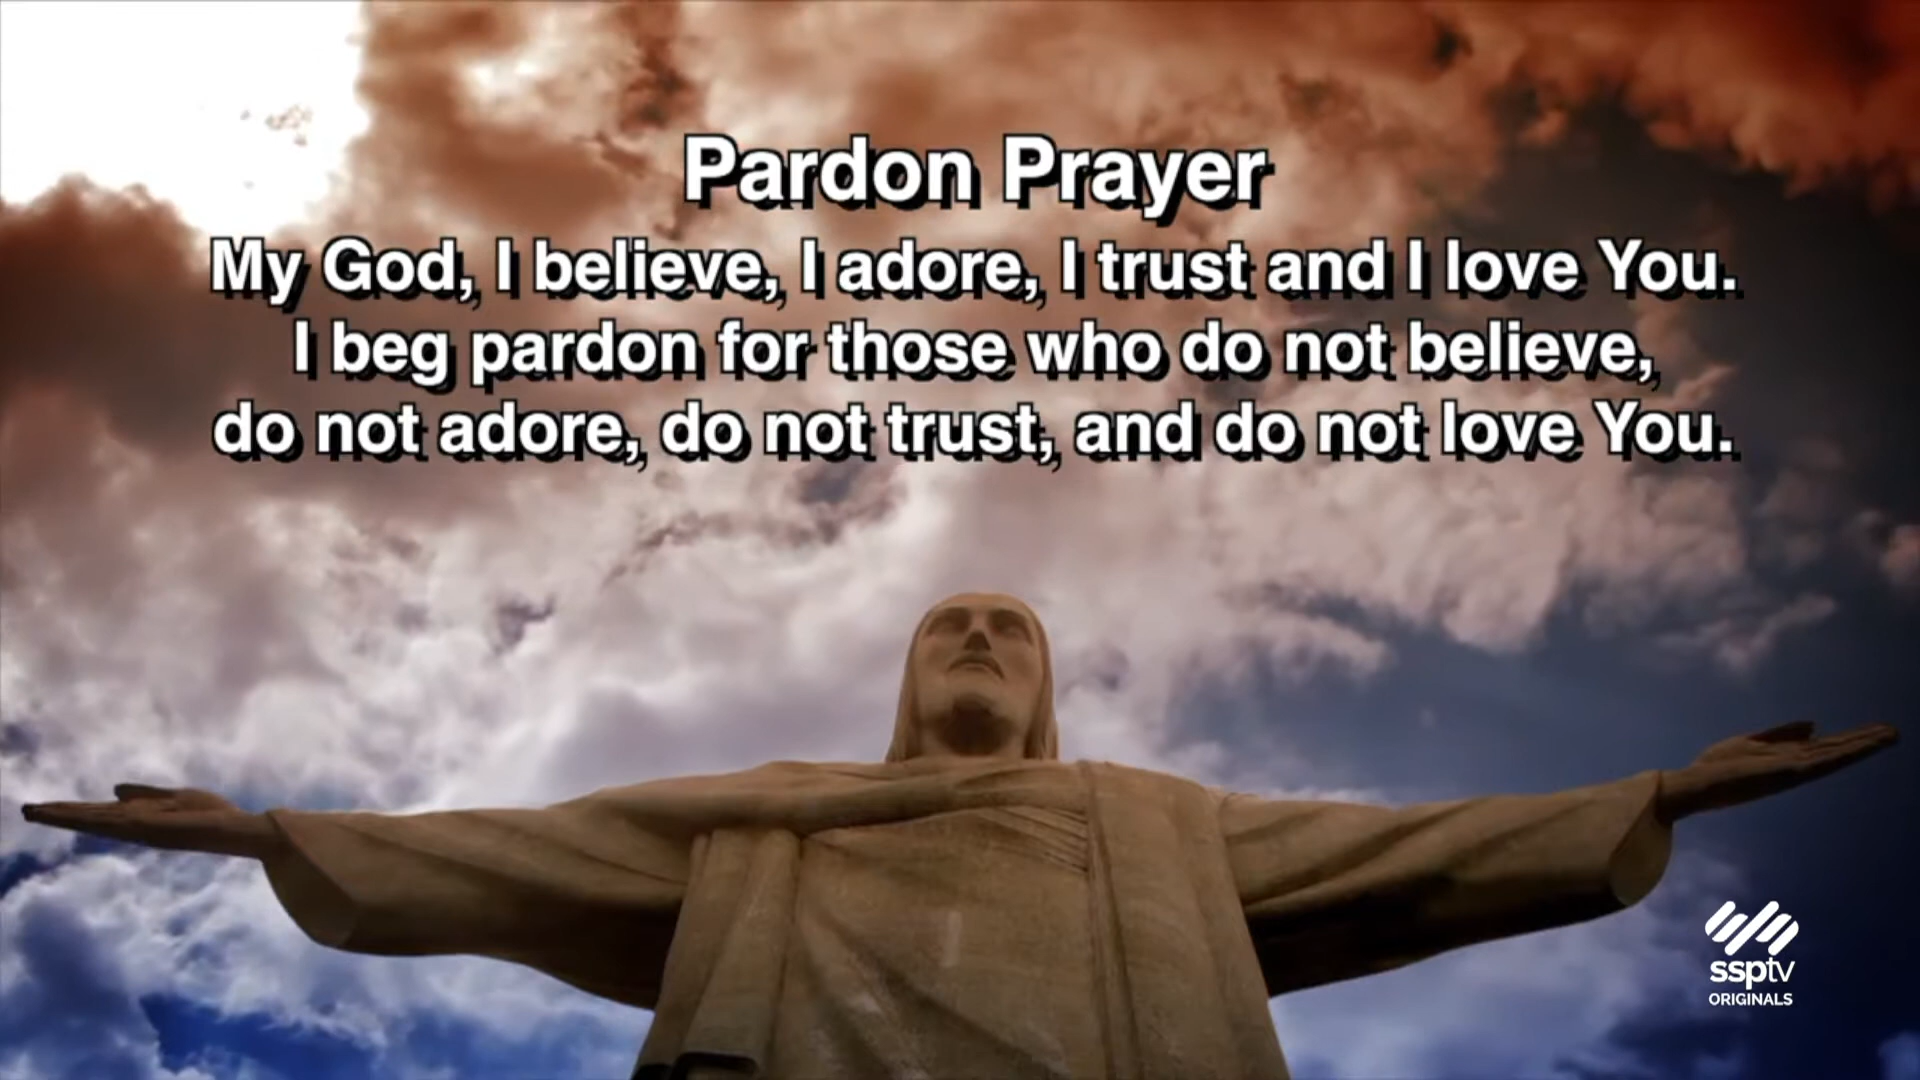 Pardon Prayer
My God, I believe, I adore, I trust and I love You.
I beg pardon for those who do not believe,
do not adore, do not trust, and do not love You.
ssptv
ORIGINALS